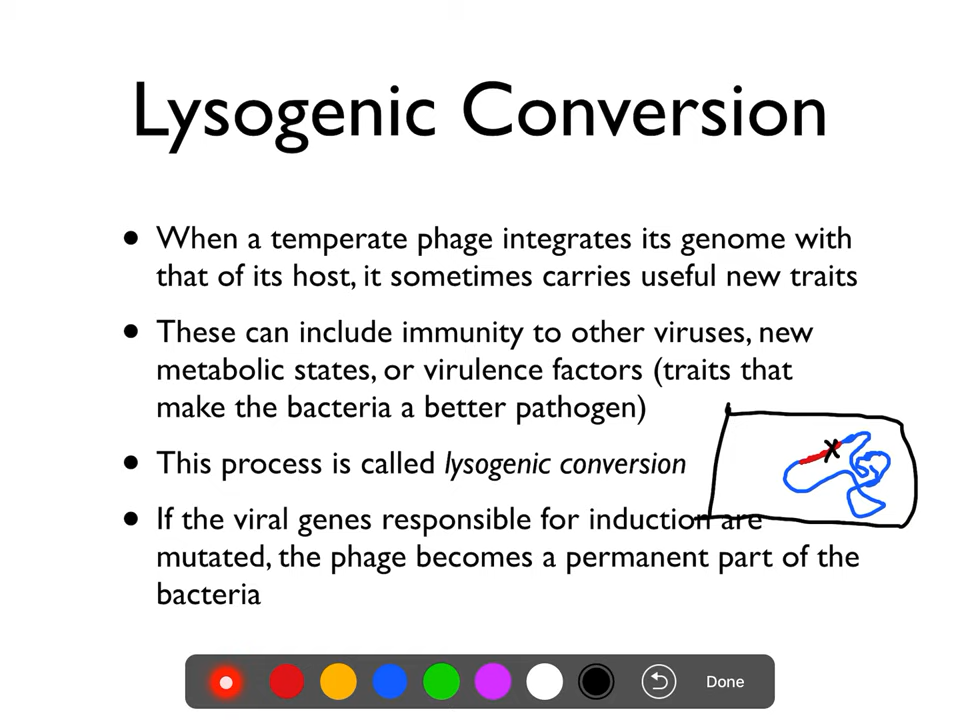 Lysogenic Conversion
• When a temperate phage integrates its genome with
that of its host, it sometimes carries useful new traits
• These can include immunity to other viruses, new
metabolic states, or virulence factors (traits that
make the bacteria a better pathogen)
• This process is called lysogenic conversion
• If the viral genes responsible for induction are
mutated, the phage becomes a permanent part of the
bacteria
Done